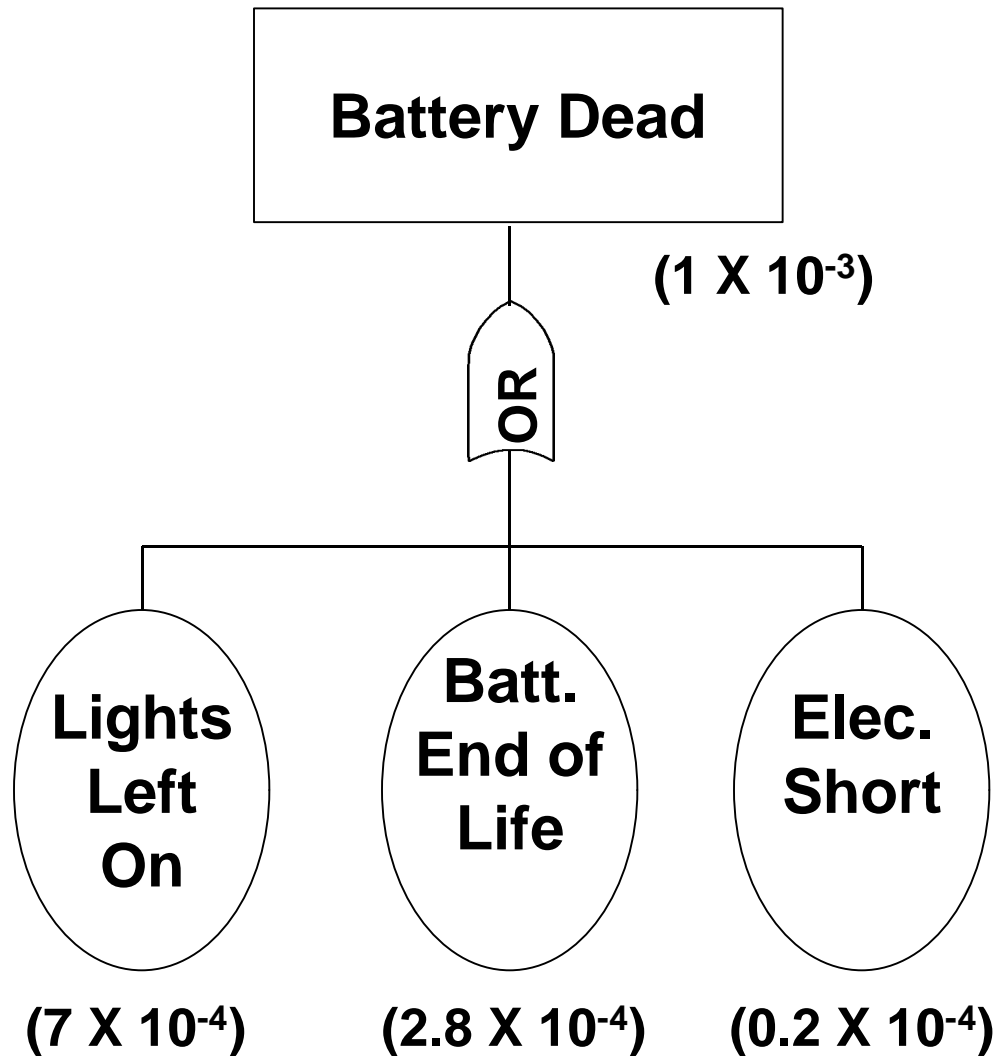 Battery Dead
(1 X 10⁻³)
OR
Lights
Left
On
Batt.
End of
Life
Elec.
Short
(7 X 10⁻⁴)
(2.8 X 10⁻⁴)
(0.2 X 10⁻⁴)